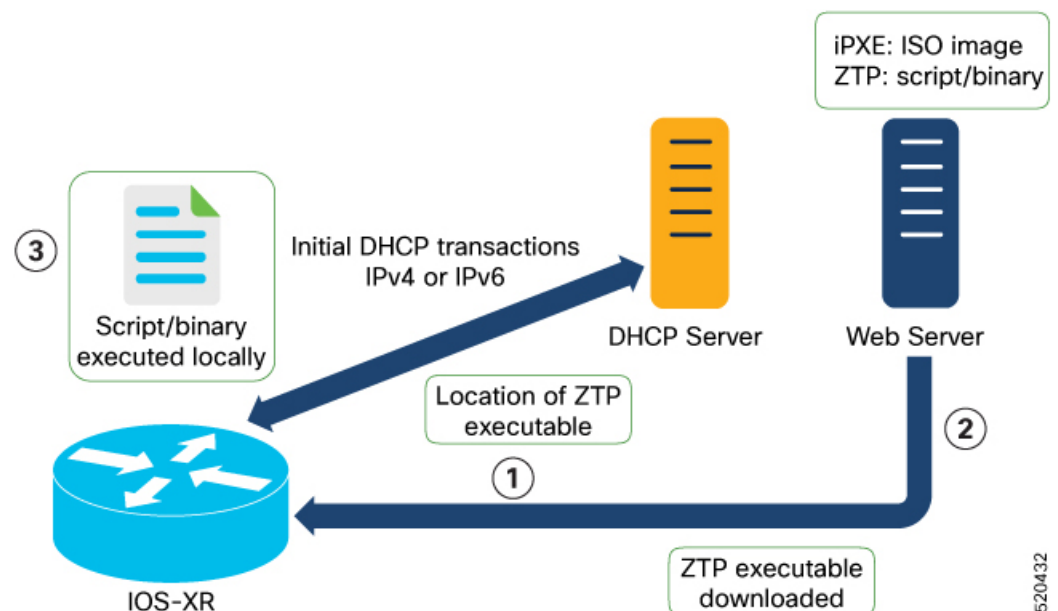 iPXE: ISO image
ZTP: script/binary
3
Initial DHCP transactions
IPv4 or IPv6
Script/binary
executed locally
DHCP Server
Web Server
Location of ZTP
executable
2
1
ZTP executable
downloaded
IOS-XR
520432